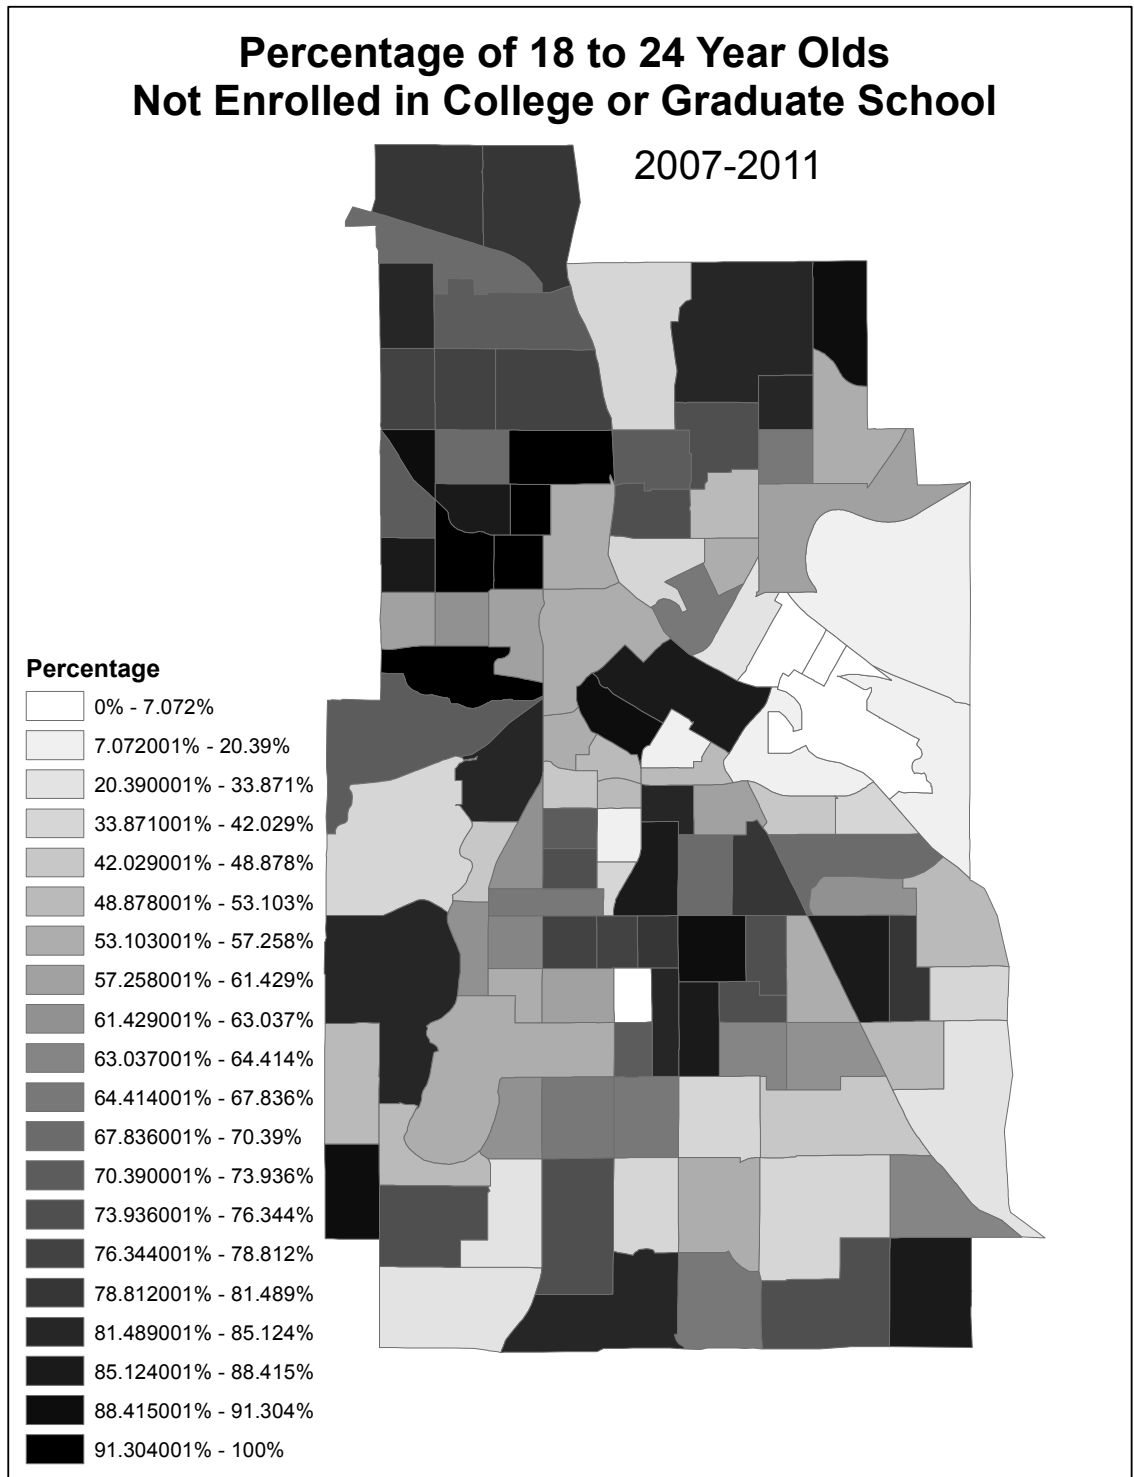 Percentage of 18 to 24 Year Olds
Not Enrolled in College or Graduate School
2007-2011
Percentage
0% - 7.072%
7.072001% - 20.39%
20.390001% - 33.871%
33.871001% - 42.029%
42.029001% - 48.878%
48.878001% - 53.103%
53.103001% - 57.258%
57.258001% - 61.429%
61.429001% - 63.037%
63.037001% - 64.414%
64.414001% - 67.836%
67.836001% - 70.39%
70.390001% - 73.936%
73.936001% - 76.344%
76.344001% - 78.812%
78.812001% - 81.489%
81.489001% - 85.124%
85.124001% - 88.415%
88.415001% - 91.304%
91.304001% - 100%